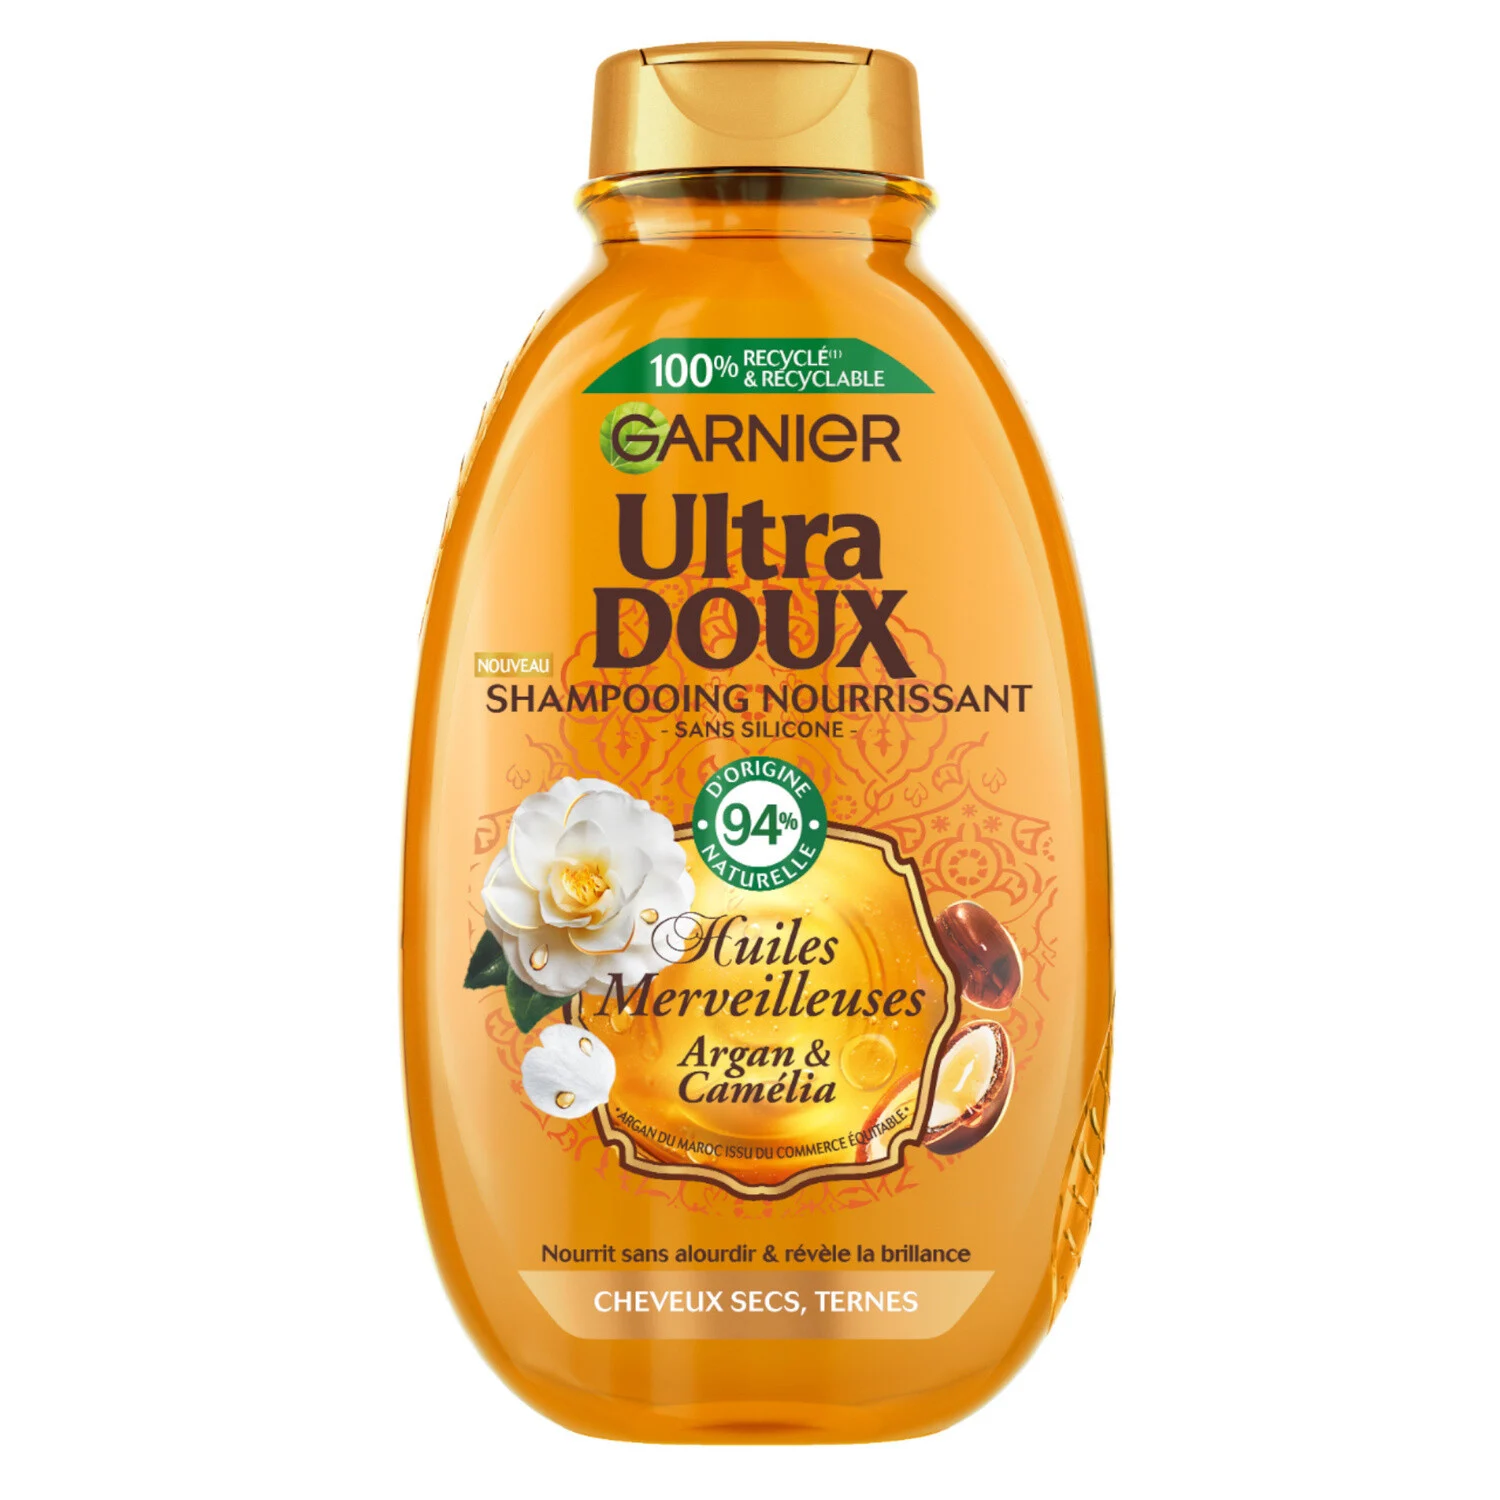 100% RECYCLÉ(1)
& RECYCLABLE
GARNIER
Ultra
DOUX
NOUVEAU
SHAMPOOING NOURRISSANT
- SANS SILICONE -
D'ORIGINE
94%
NATURELLE
Huiles
Merveilleuses
Argan &
Camélia
• ARGAN DU MAROC ISSU DU COMMERCE ÉQUITABLE •
Nourrit sans alourdir & révèle la brillance
CHEVEUX SECS, TERNES